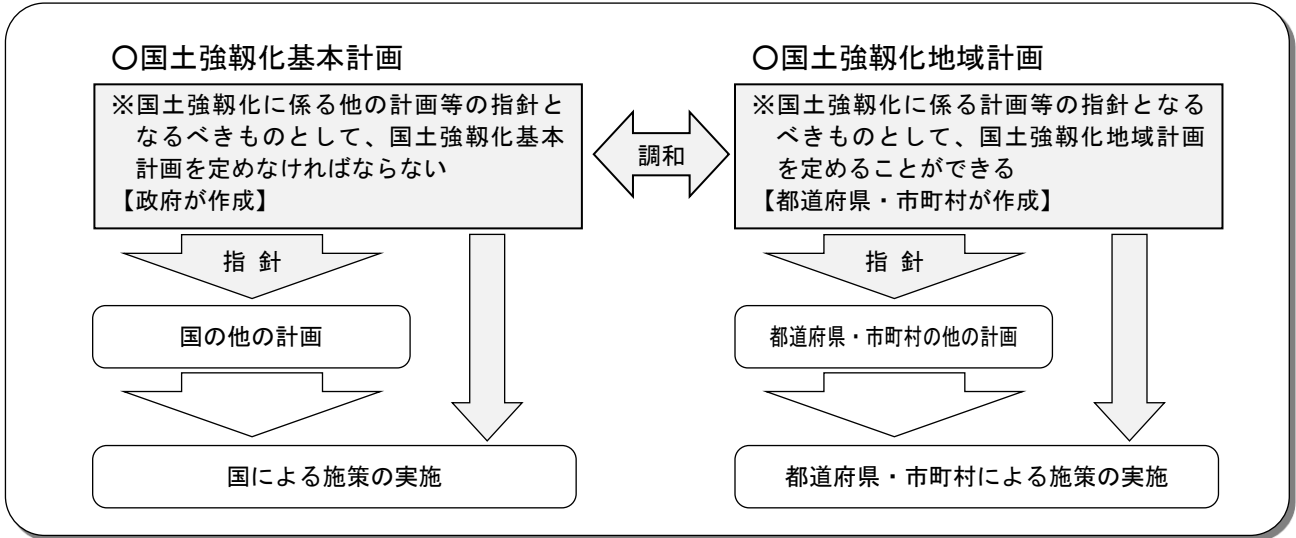 〇国土強靱化基本計画
※国土強靱化に係る他の計画等の指針と
なるべきものとして、国土強靱化基本
計画を定めなければならない
【政府が作成】
調和
〇国土強靱化地域計画
※国土強靱化に係る計画等の指針となる
べきものとして、国土強靱化地域計画
を定めることができる
【都道府県・市町村が作成】
指 針
国の他の計画
国による施策の実施
指 針
都道府県・市町村の他の計画
都道府県・市町村による施策の実施